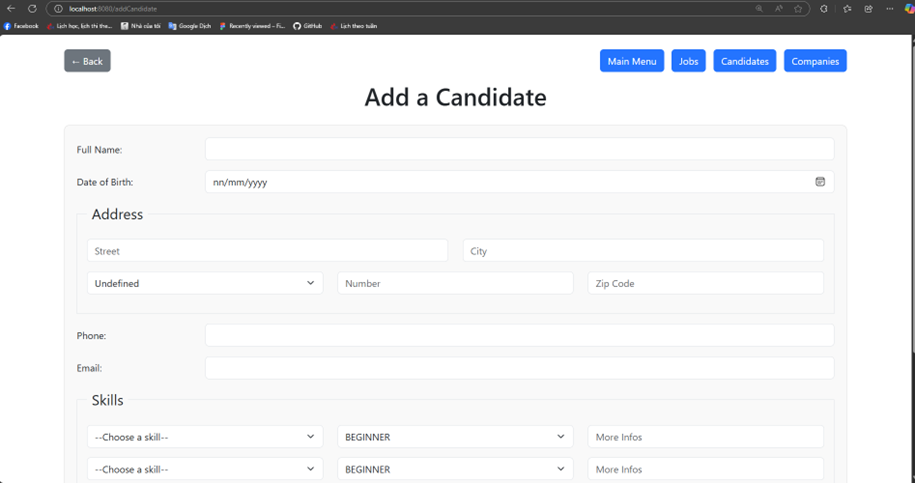 localhost:8080/addCandidate
Facebook Lịch học, lịch thi the... Nhà của tôi Google Dịch Recently viewed – Fi... GitHub Lịch theo tuần
← Back Main Menu Jobs Candidates Companies
Add a Candidate
Full Name:
Date of Birth: nn/mm/yyyy
Address
Street City
Undefined Number Zip Code
Phone:
Email:
Skills
--Choose a skill-- BEGINNER More Infos
--Choose a skill-- BEGINNER More Infos